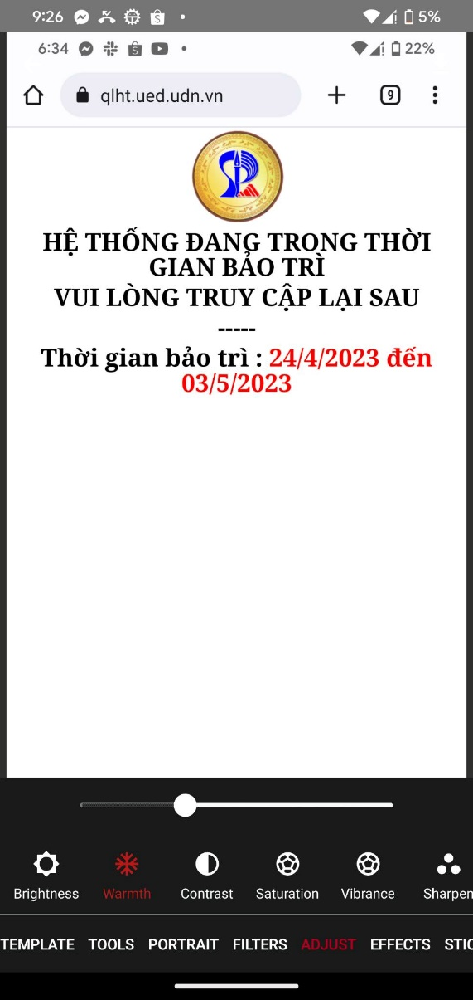 9:26
5%
6:34
22%
qlht.ued.udn.vn
9
HỆ THỐNG ĐANG TRONG THỜI
GIAN BẢO TRÌ
VUI LÒNG TRUY CẬP LẠI SAU
-----
Thời gian bảo trì : 24/4/2023 đến
03/5/2023
Brightness Warmth Contrast Saturation Vibrance Sharpen
TEMPLATE TOOLS PORTRAIT FILTERS ADJUST EFFECTS STIC